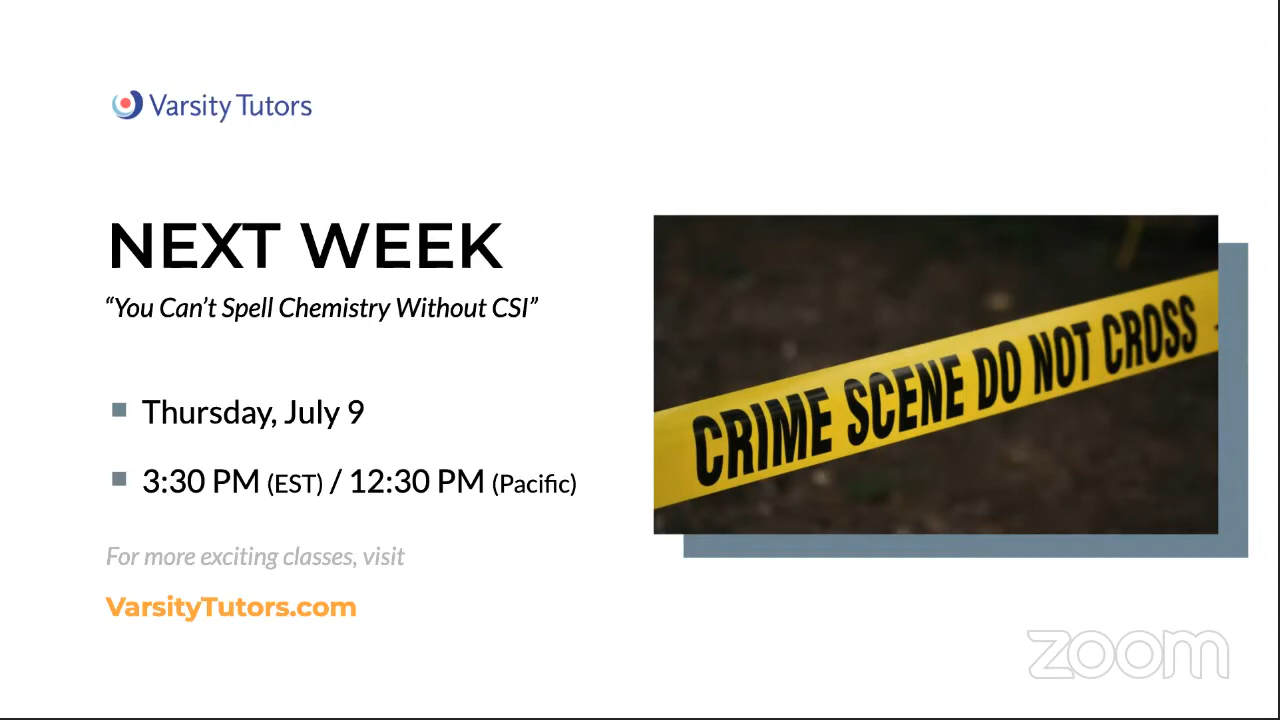 Varsity Tutors
NEXT WEEK
“You Can’t Spell Chemistry Without CSI”
Thursday, July 9
3:30 PM (EST) / 12:30 PM (Pacific)
For more exciting classes, visit
VarsityTutors.com
CRIME SCENE DO NOT CROSS
zoom